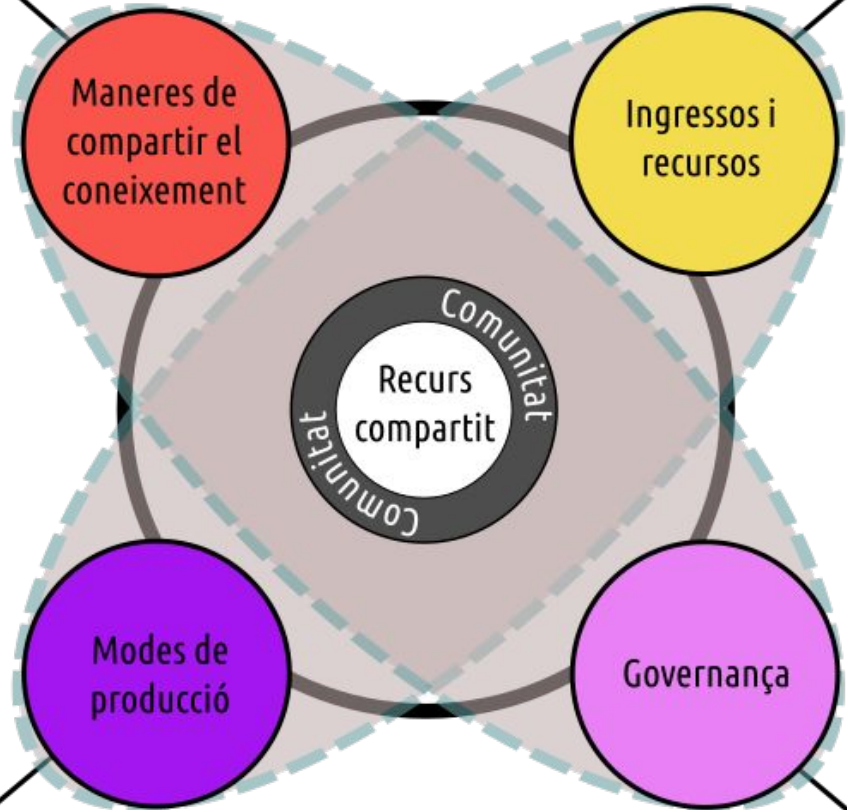 Maneres de
compartir el
coneixement
Ingressos i
recursos
Comunitat
Recurs
compartit
Comunitat
Modes de
producció
Governança